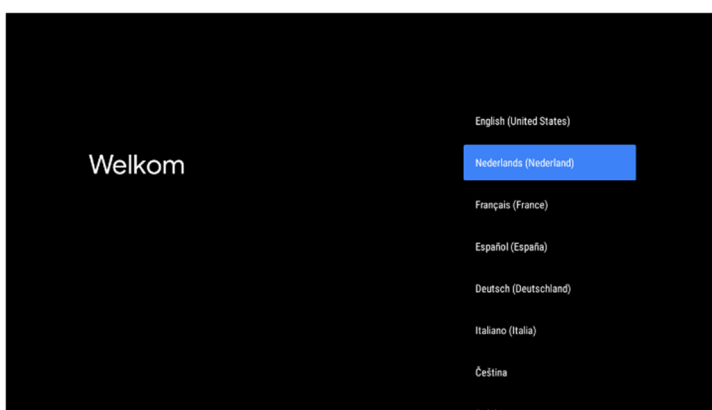 Welkom
English (United States)
Nederlands (Nederland)
Français (France)
Español (España)
Deutsch (Deutschland)
Italiano (Italia)
Čeština